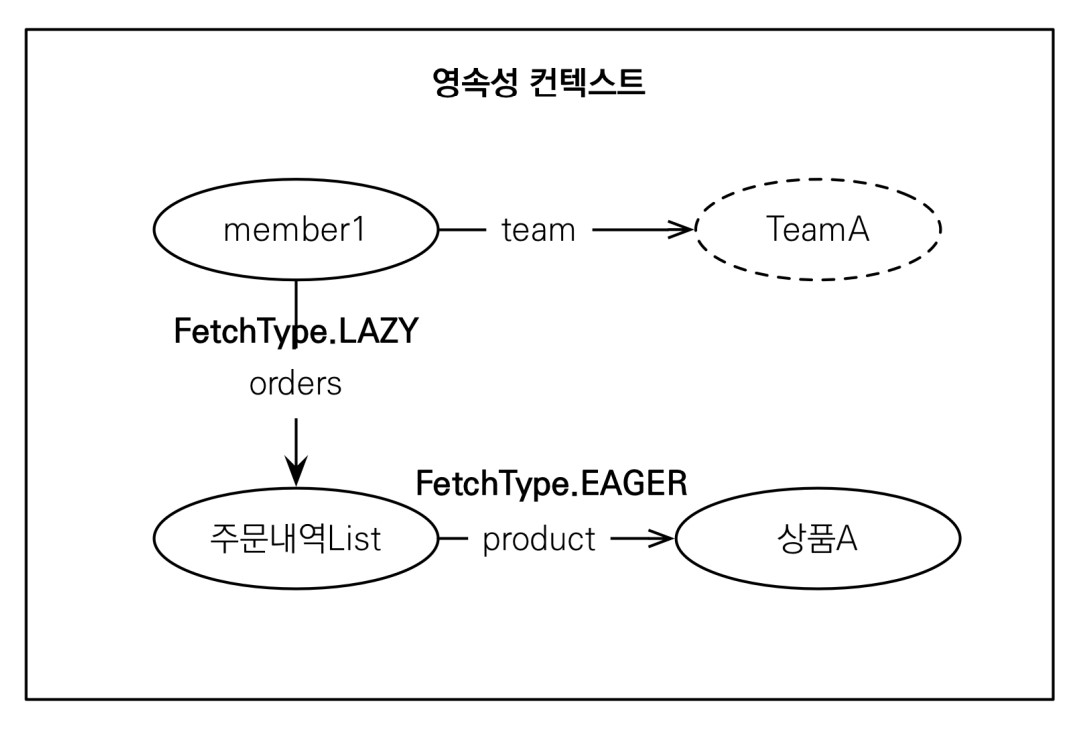 영속성 컨텍스트
member1
team
TeamA
FetchType.LAZY
orders
FetchType.EAGER
주문내역List
product
상품A